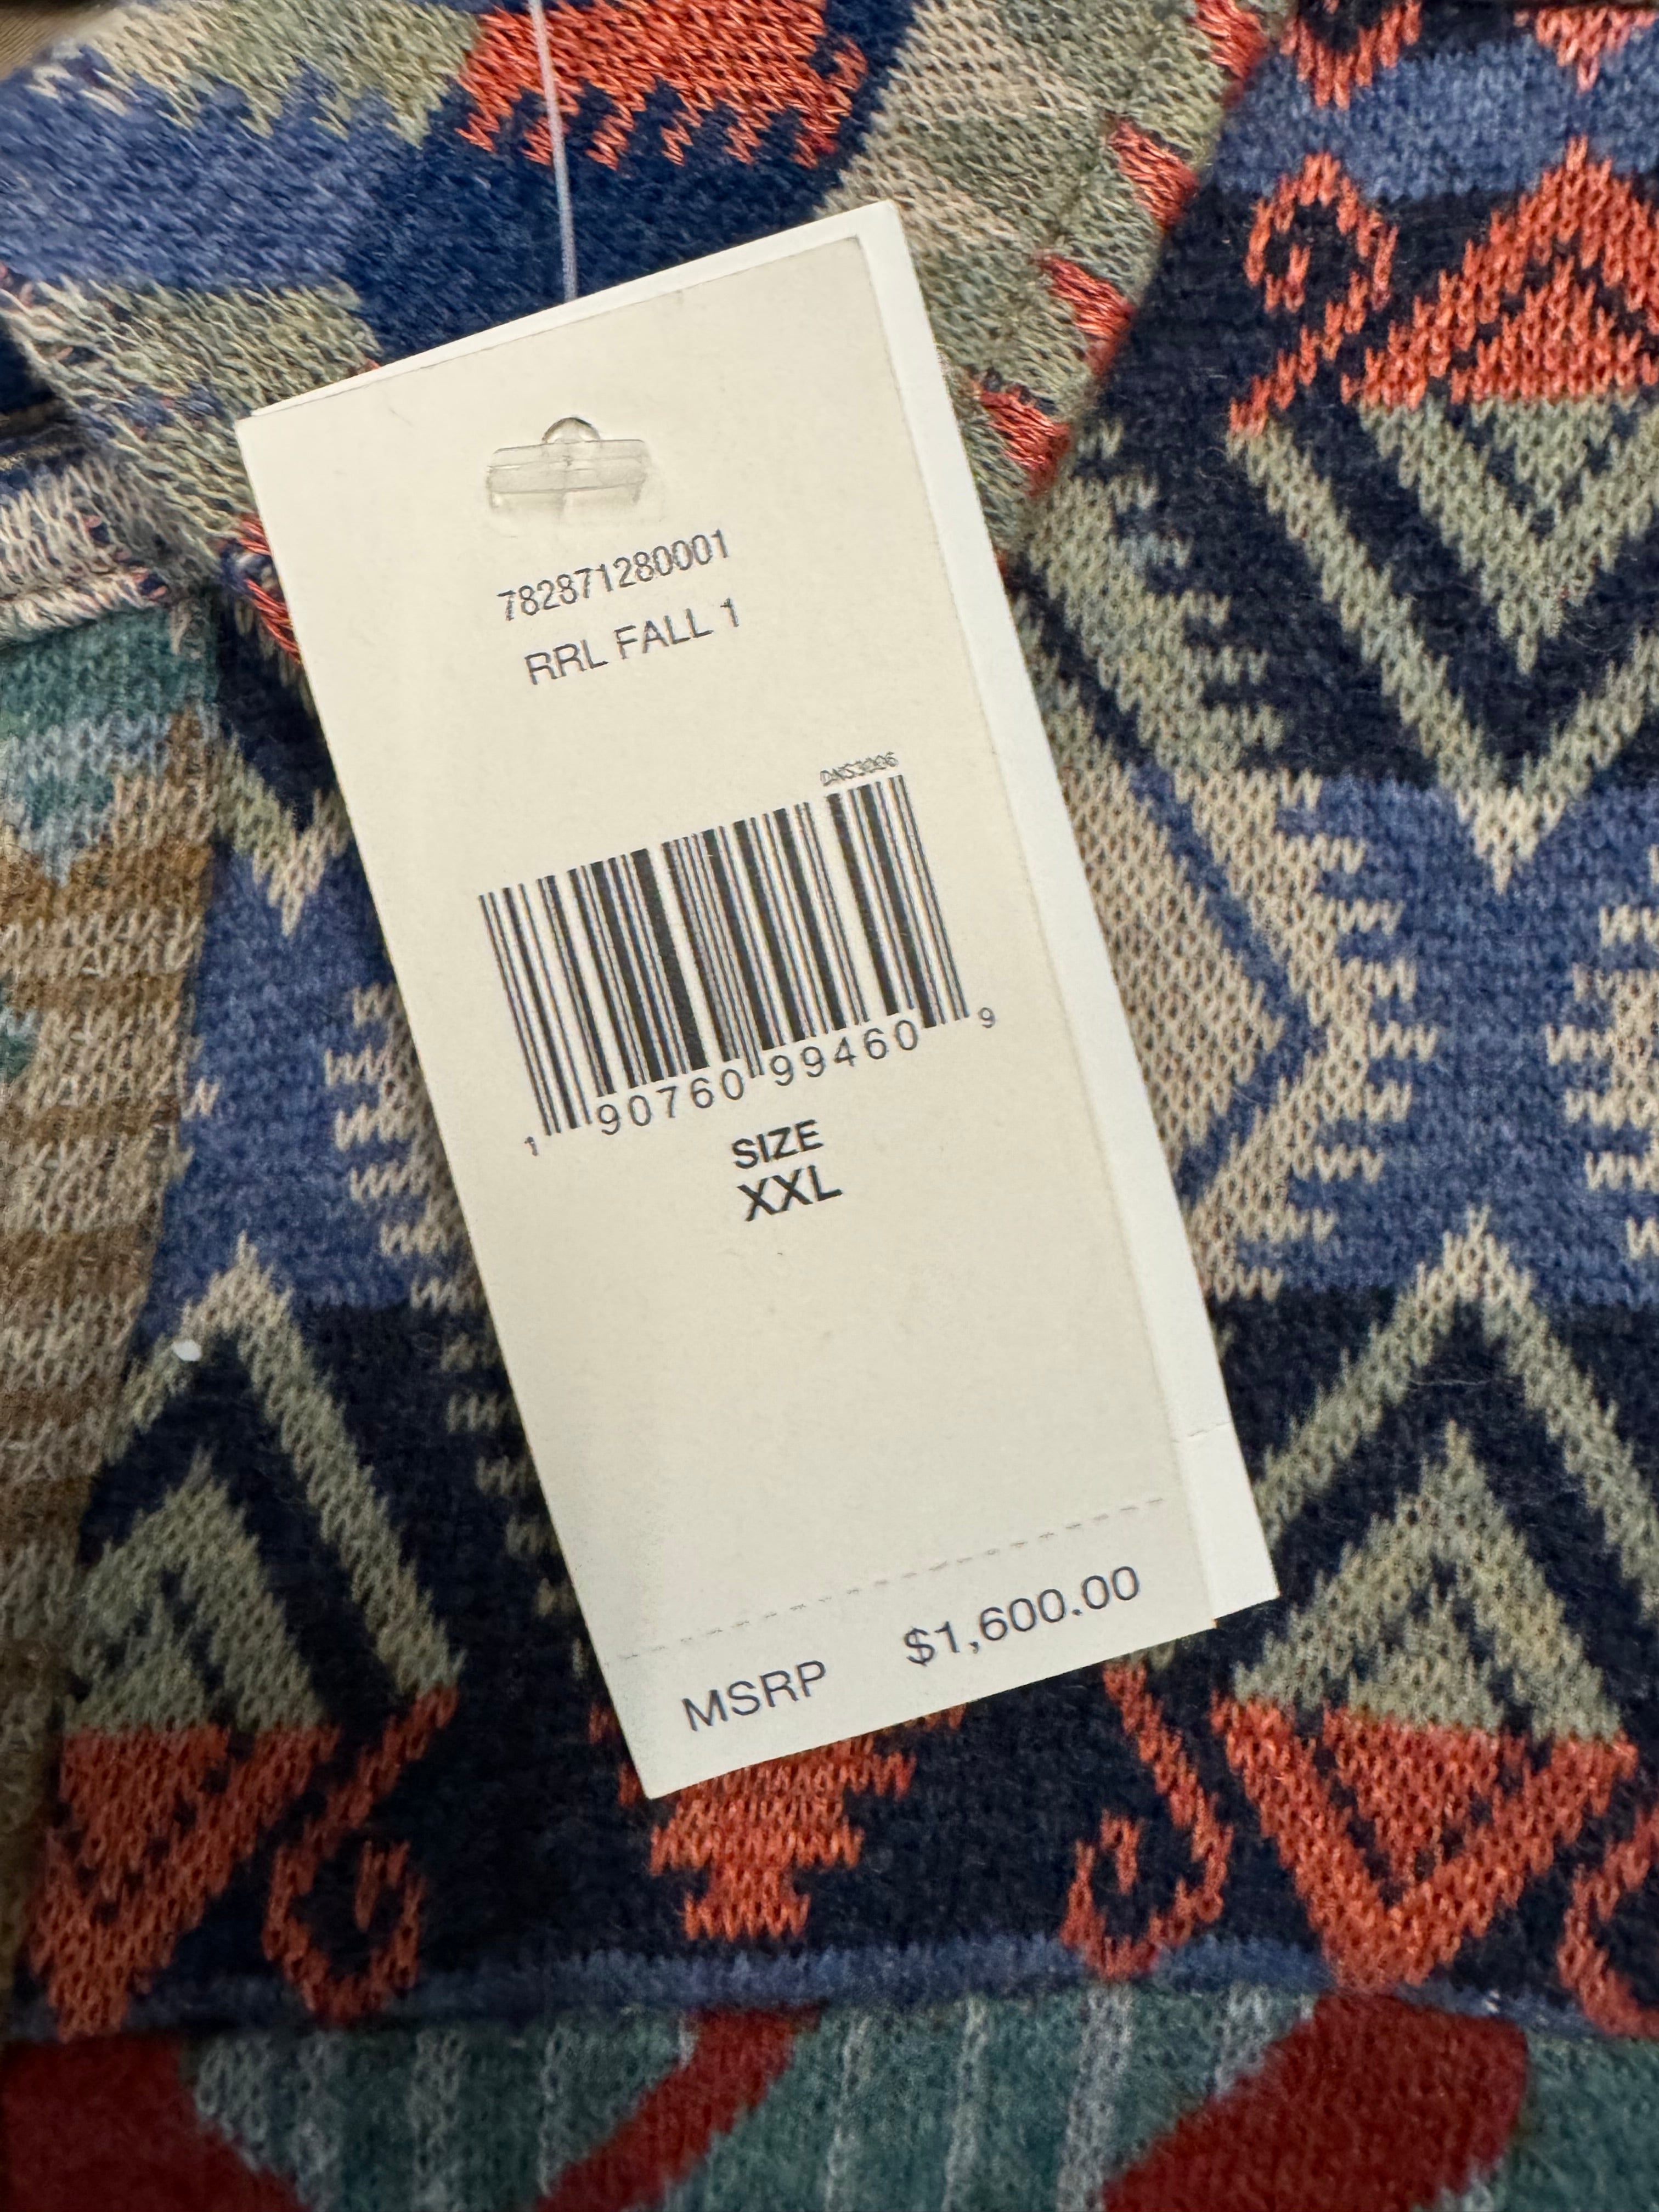 782871280001
RRL FALL 1
DNS3006
1 90760 99460 9
SIZE
XXL
MSRP $1,600.00